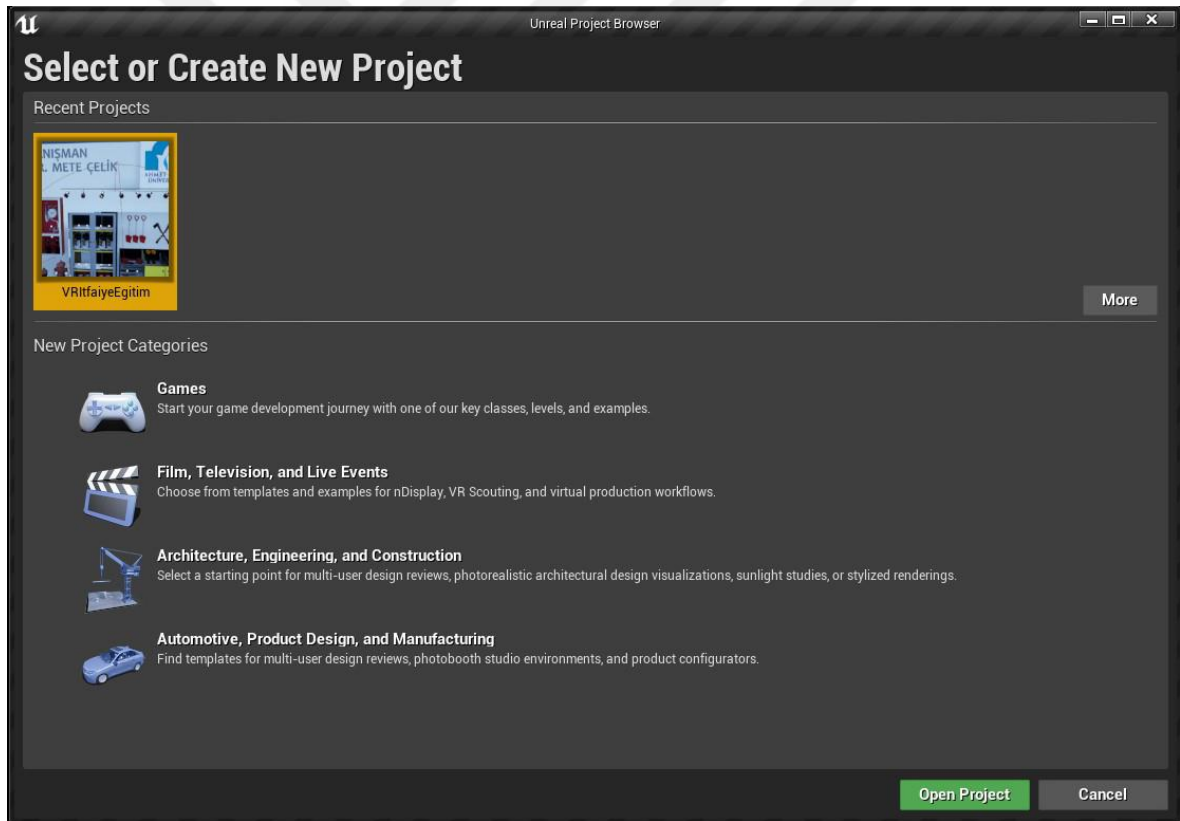 Unreal Project Browser
Select or Create New Project
Recent Projects
NIŞMAN
. METE ÇELİK
VRItfaiyeEgitim
More
New Project Categories
Games
Start your game development journey with one of our key classes, levels, and examples.
Film, Television, and Live Events
Choose from templates and examples for nDisplay, VR Scouting, and virtual production workflows.
Architecture, Engineering, and Construction
Select a starting point for multi-user design reviews, photorealistic architectural design visualizations, sunlight studies, or stylized renderings.
Automotive, Product Design, and Manufacturing
Find templates for multi-user design reviews, photobooth studio environments, and product configurators.
Open Project
Cancel